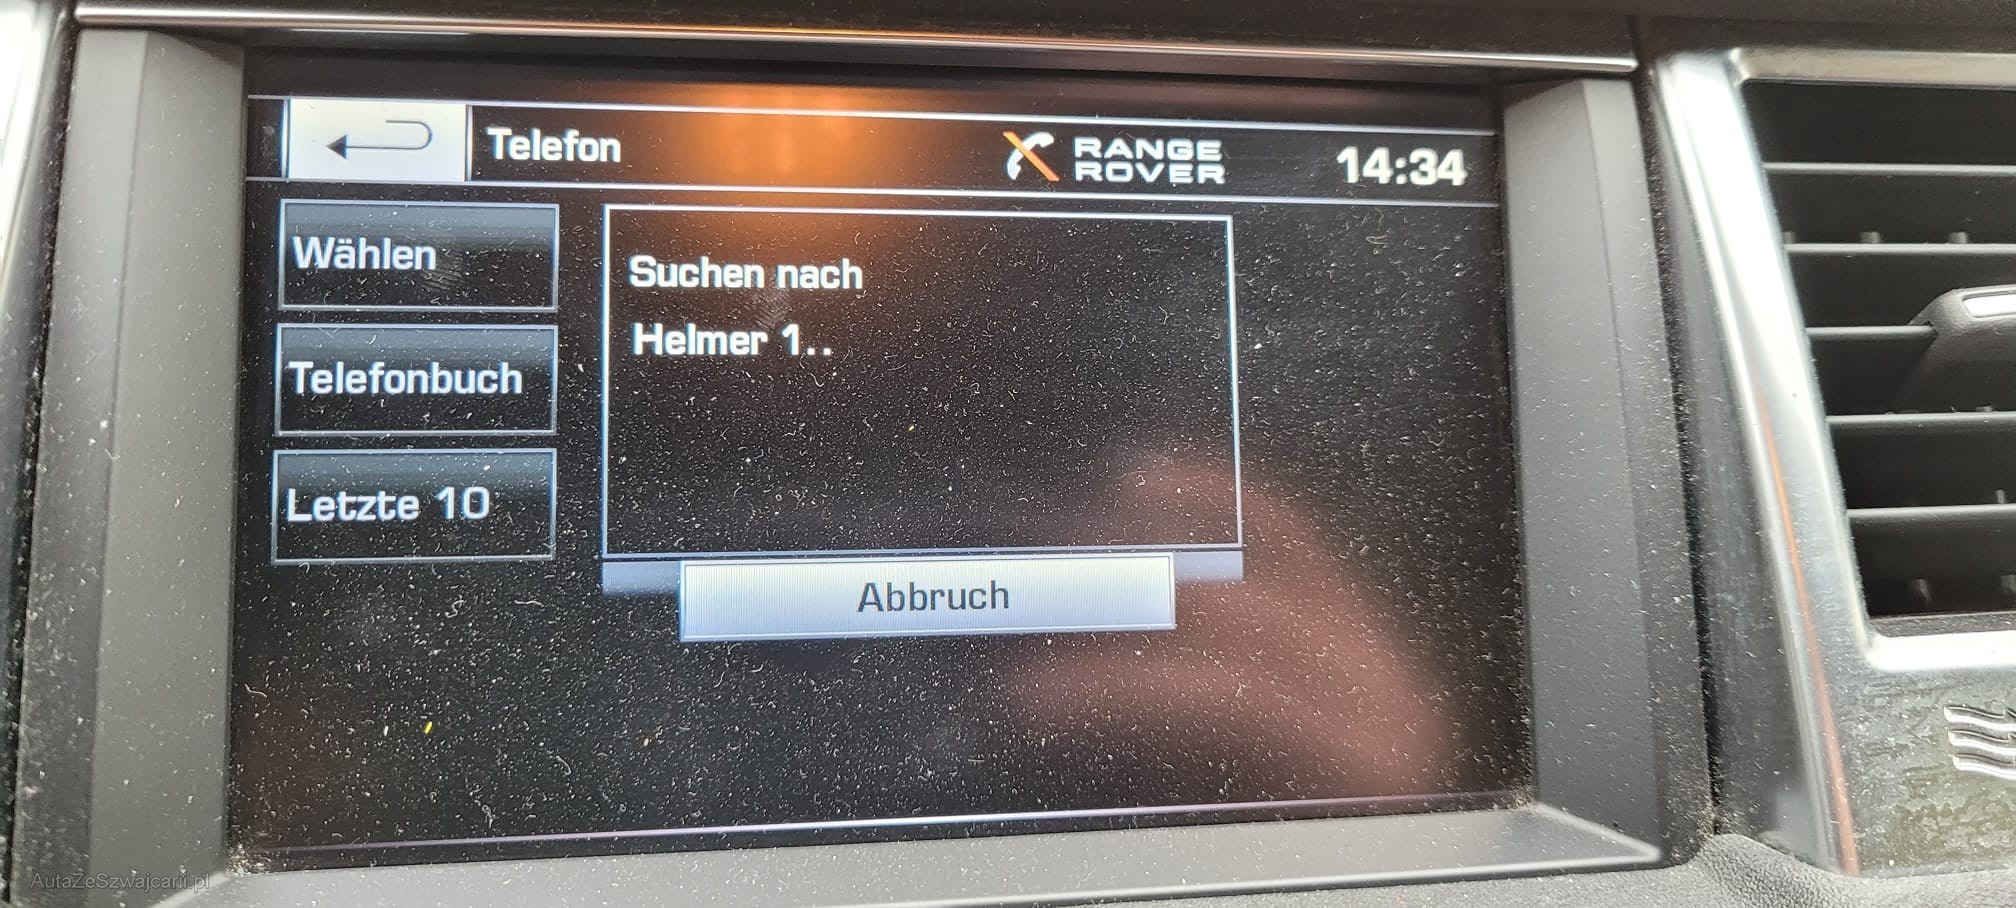 Telefon
RANGE
ROVER
14:34
Wählen
Suchen nach
Helmer 1..
Telefonbuch
Letzte 10
Abbruch
AutaZeSzwajcarii.pl